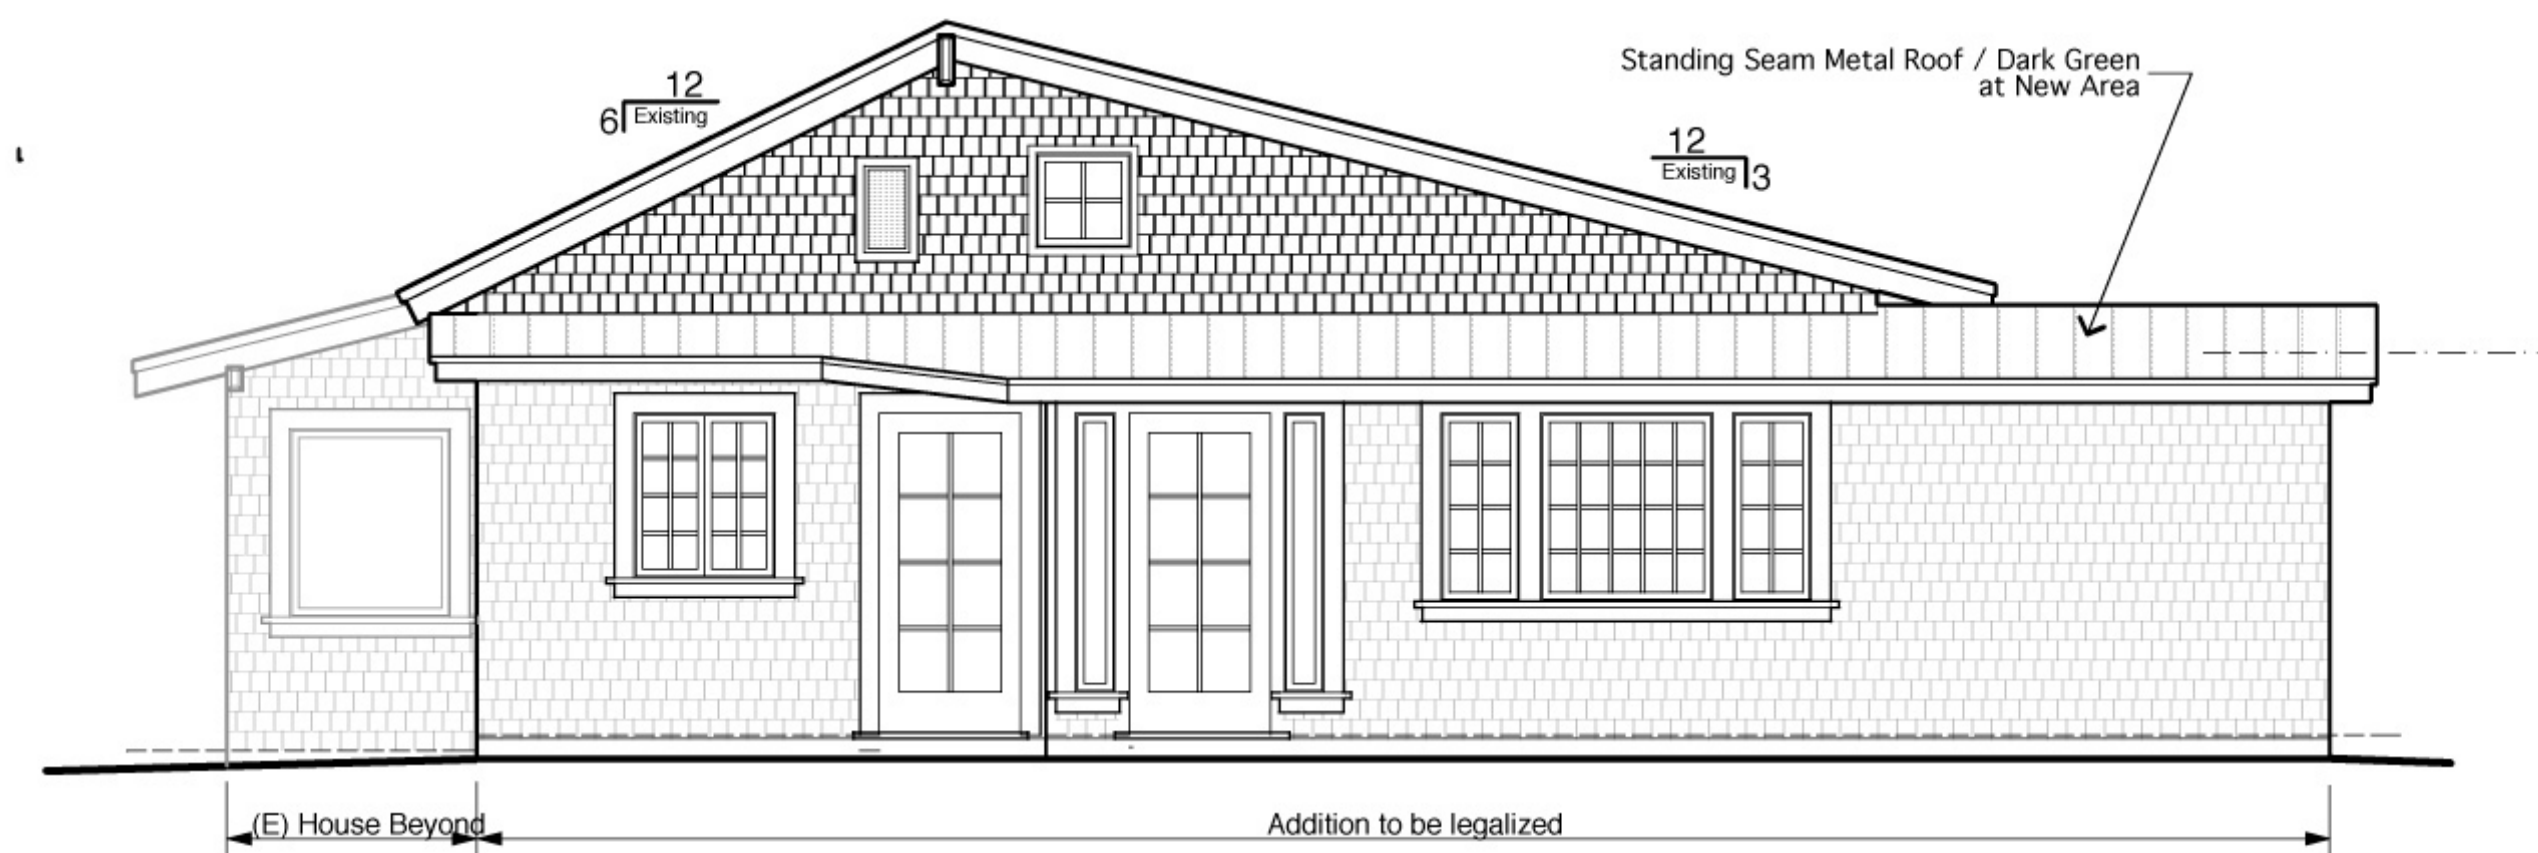 Standing Seam Metal Roof / Dark Green
at New Area
12
6 Existing
12
Existing 3
(E) House Beyond
Addition to be legalized